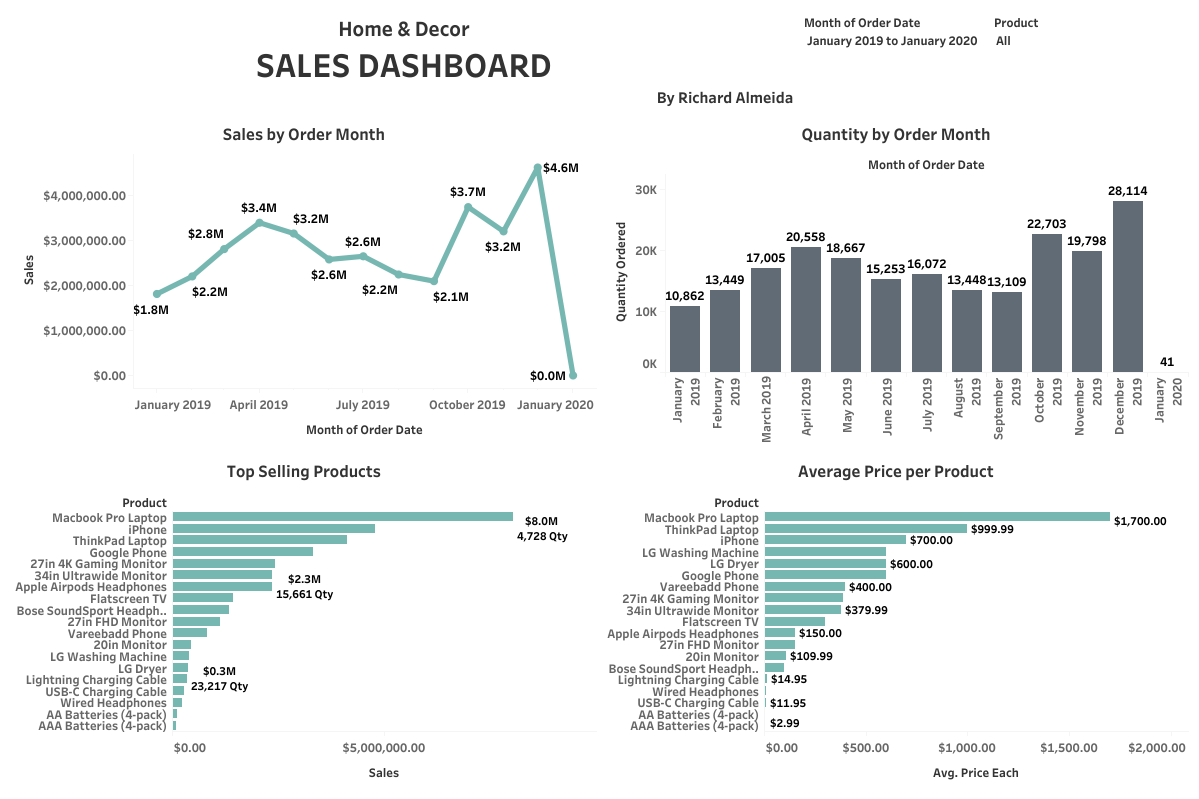 Home & Decor
SALES DASHBOARD
Month of Order Date
Product
January 2019 to January 2020
All
By Richard Almeida
Sales by Order Month
Sales
$4,000,000.00
$3,000,000.00
$2,000,000.00
$1,000,000.00
$0.00
$1.8M
$2.2M
$2.8M
$3.4M
$3.2M
$2.6M
$2.6M
$2.2M
$2.1M
$3.7M
$3.2M
$4.6M
$0.0M
January 2019
April 2019
July 2019
October 2019
January 2020
Month of Order Date
Quantity by Order Month
Month of Order Date
Quantity Ordered
30K
20K
10K
0K
10,862
13,449
17,005
20,558
18,667
15,253
16,072
13,448
13,109
22,703
19,798
28,114
41
January
2019
February
2019
March 2019
April 2019
May 2019
June 2019
July 2019
August
2019
September
2019
October
2019
November
2019
December
2019
January
2020
Top Selling Products
Product
Macbook Pro Laptop
iPhone
ThinkPad Laptop
Google Phone
27in 4K Gaming Monitor
34in Ultrawide Monitor
Apple Airpods Headphones
Flatscreen TV
Bose SoundSport Headph..
27in FHD Monitor
Vareebadd Phone
20in Monitor
LG Washing Machine
LG Dryer
Lightning Charging Cable
USB-C Charging Cable
Wired Headphones
AA Batteries (4-pack)
AAA Batteries (4-pack)
$8.0M
4,728 Qty
$2.3M
15,661 Qty
$0.3M
23,217 Qty
$0.00
$5000,000.00
Sales
Average Price per Product
Product
Macbook Pro Laptop
$1,700.00
ThinkPad Laptop
$999.99
iPhone
$700.00
LG Washing Machine
LG Dryer
$600.00
Google Phone
Vareebadd Phone
$400.00
27in 4K Gaming Monitor
34in Ultrawide Monitor
$379.99
Flatscreen TV
Apple Airpods Headphones
$150.00
27in FHD Monitor
20in Monitor
$109.99
Bose SoundSport Headph..
Lightning Charging Cable
$14.95
Wired Headphones
USB-C Charging Cable
$11.95
AA Batteries (4-pack)
AAA Batteries (4-pack)
$2.99
$0.00
$500.00
$1,000.00
$1,500.00
$2,000.00
Avg. Price Each